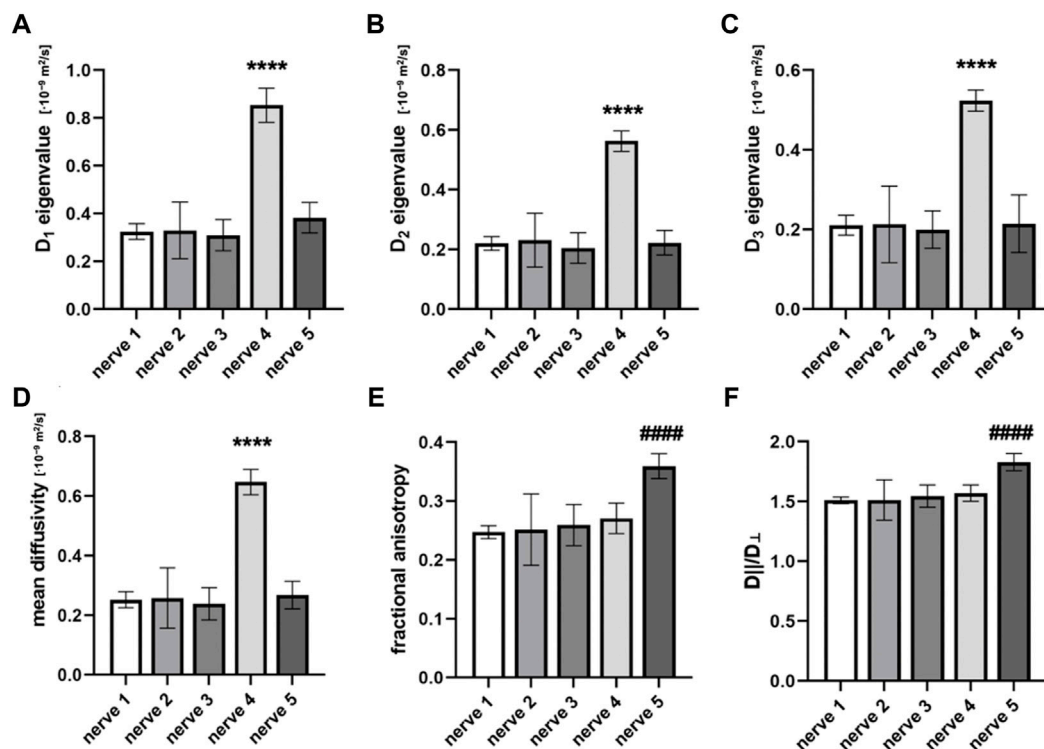 A
D₁ eigenvalue [·10⁻⁹ m²/s]
1.0
0.8
0.6
0.4
0.2
0.0
****
nerve 1
nerve 2
nerve 3
nerve 4
nerve 5
B
D₂ eigenvalue [·10⁻⁹ m²/s]
0.8
0.6
0.4
0.2
0.0
****
nerve 1
nerve 2
nerve 3
nerve 4
nerve 5
C
D₃ eigenvalue [·10⁻⁹ m²/s]
0.6
0.4
0.2
0.0
****
nerve 1
nerve 2
nerve 3
nerve 4
nerve 5
D
mean diffusivity [·10⁻⁹ m²/s]
0.8
0.6
0.4
0.2
0.0
****
nerve 1
nerve 2
nerve 3
nerve 4
nerve 5
E
fractional anisotropy
0.4
0.3
0.2
0.1
0.0
####
nerve 1
nerve 2
nerve 3
nerve 4
nerve 5
F
D||/D⊥
2.0
1.5
1.0
0.5
0.0
####
nerve 1
nerve 2
nerve 3
nerve 4
nerve 5